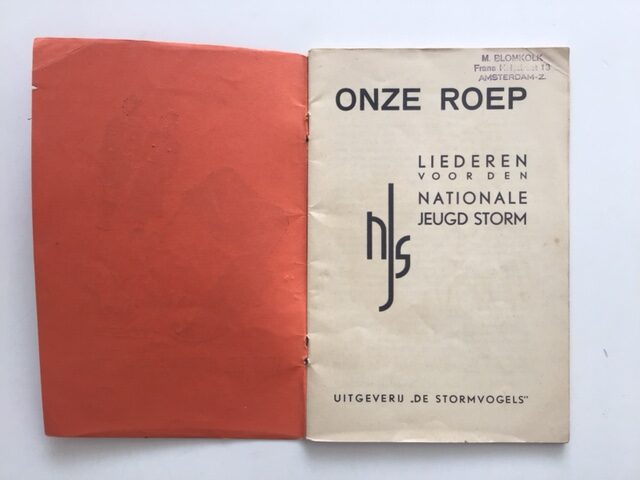 M. BLOMKOLK
Frans 13
AMSTERDAM-Z.
ONZE ROEP
LIEDEREN
VOOR DEN
NATIONALE
JEUGD STORM
njs
UITGEVERIJ „DE STORMVOGELS"